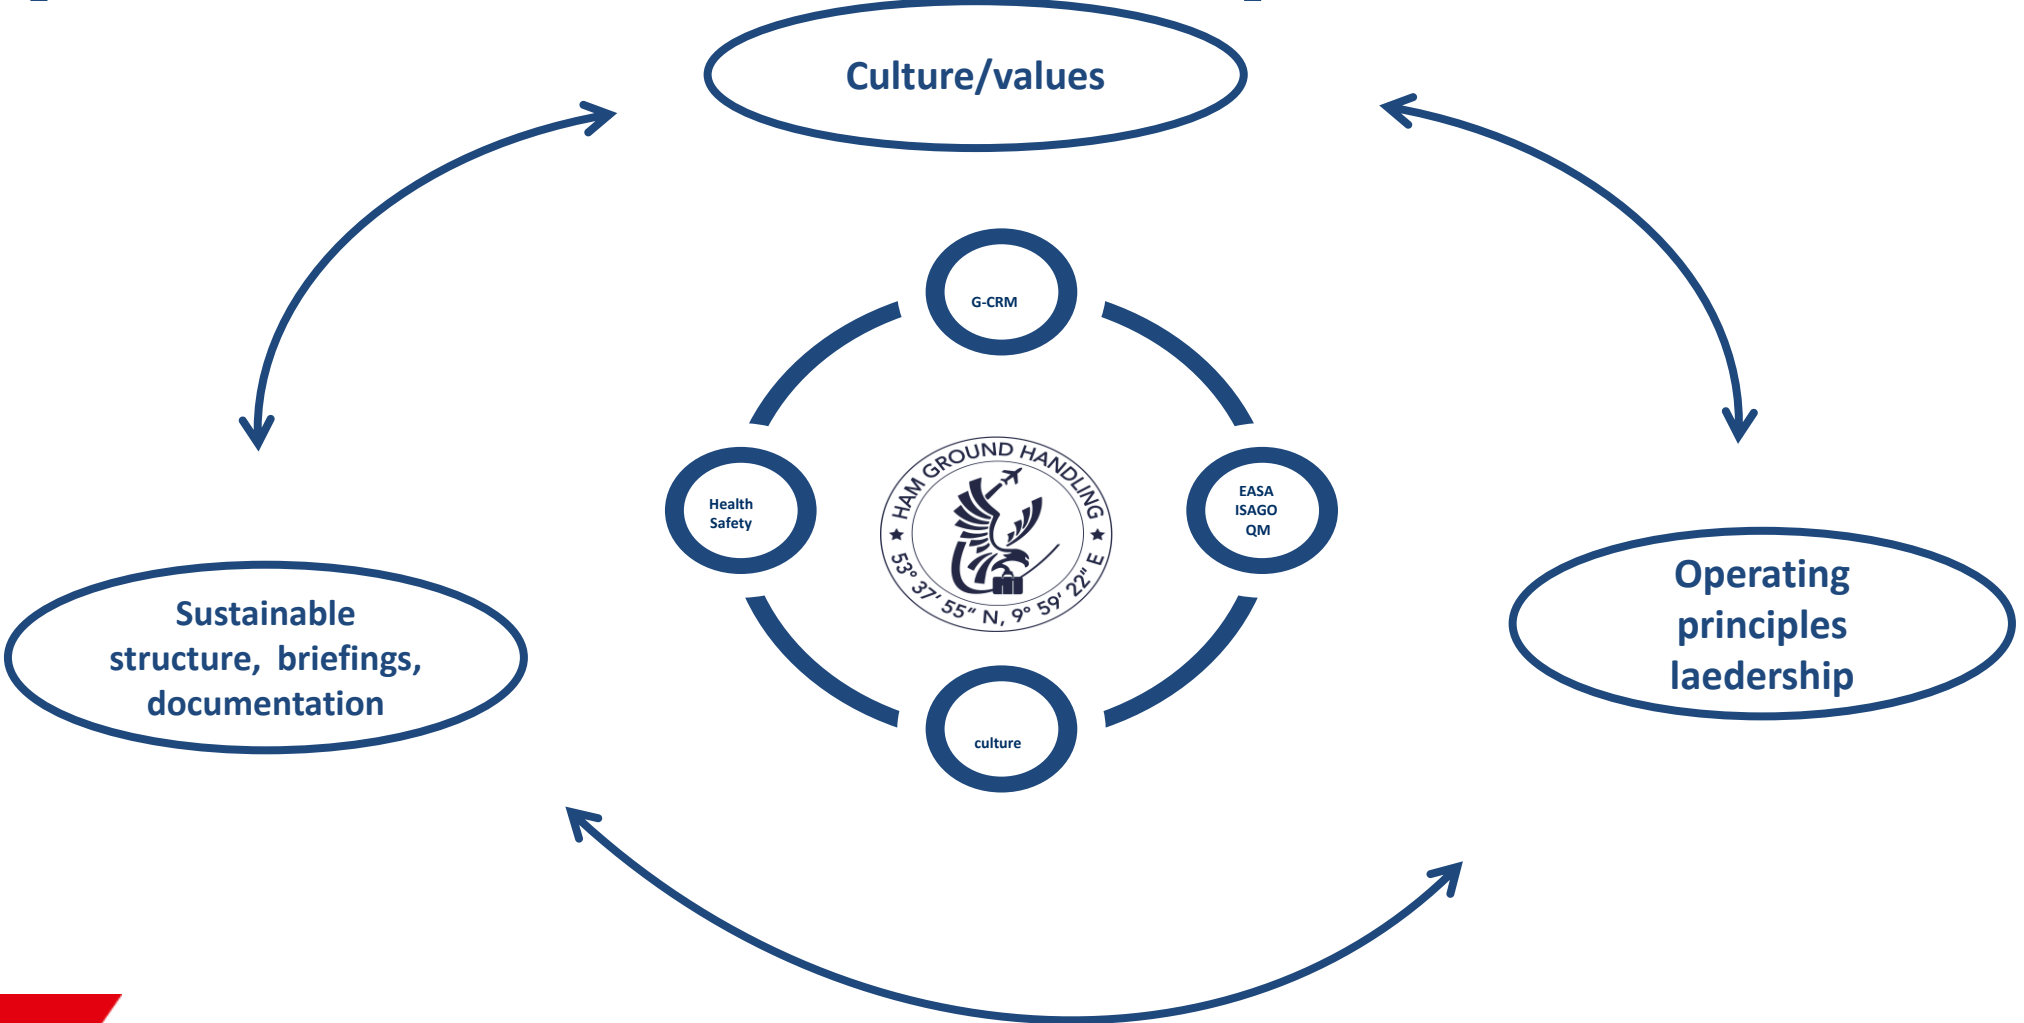 Culture/values
G-CRM
Health
Safety
EASA
ISAGO
QM
HAM GROUND HANDLING
53° 37' 55" N, 9° 59' 22" E
Sustainable
structure, briefings,
documentation
Operating
principles
laedership
culture